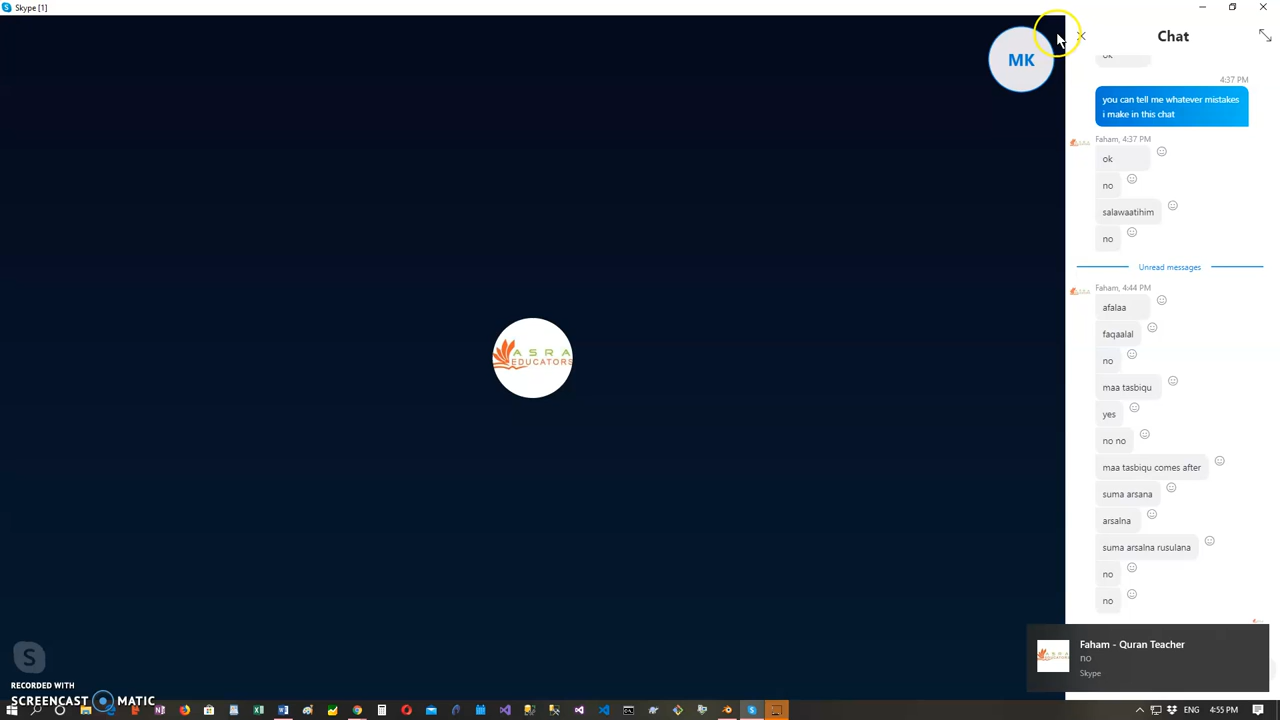 Skype [1]
MK
Chat
ok
4:37 PM
you can tell me whatever mistakes
i make in this chat
Faham, 4:37 PM
ok
no
salawaatihim
no
Unread messages
Faham, 4:44 PM
afalaa
faqaalal
no
maa tasbiqu
yes
no no
maa tasbiqu comes after
suma arsana
arsalna
suma arsalna rusulana
no
no
ASRA
EDUCATORS
Faham - Quran Teacher
no
Skype
RECORDED WITH
SCREENCAST MATIC
ENG
4:55 PM